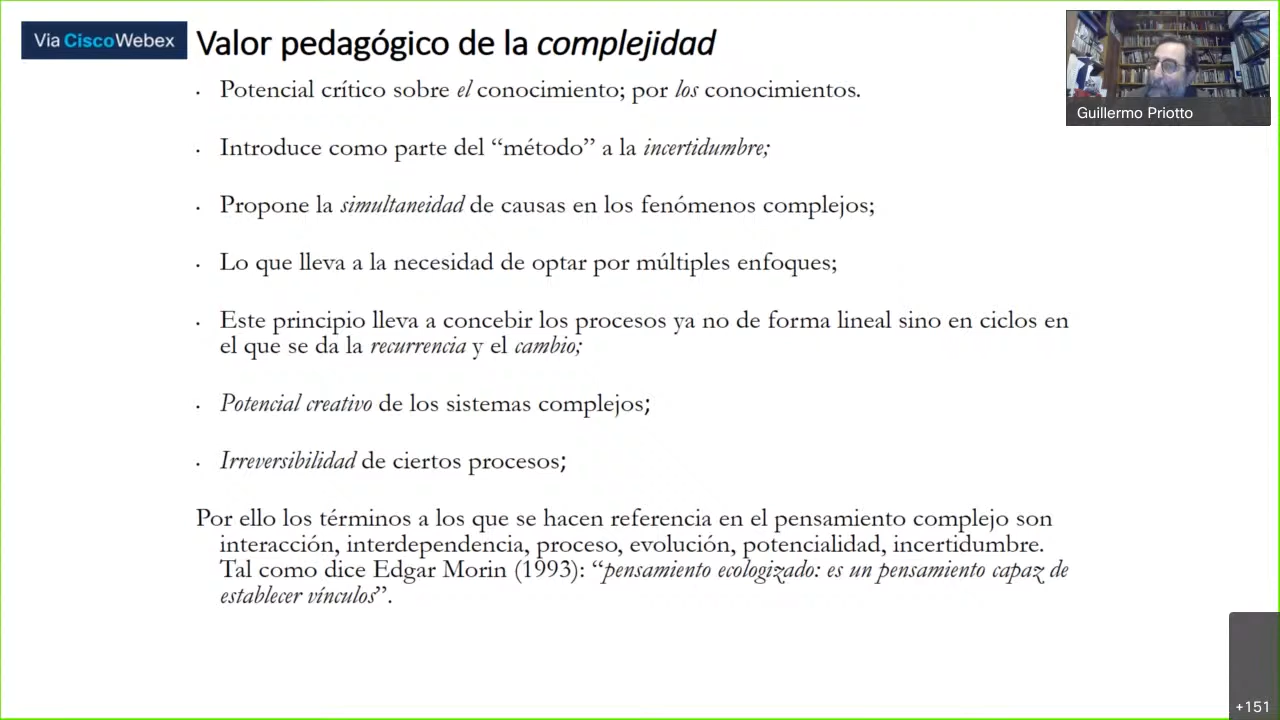 Vía Cisco Webex
Valor pedagógico de la complejidad
Guillermo Priotto
· Potencial crítico sobre el conocimiento; por los conocimientos.
· Introduce como parte del “método” a la incertidumbre;
· Propone la simultaneidad de causas en los fenómenos complejos;
· Lo que lleva a la necesidad de optar por múltiples enfoques;
· Este principio lleva a concebir los procesos ya no de forma lineal sino en ciclos en
el que se da la recurrencia y el cambio;
· Potencial creativo de los sistemas complejos;
· Irreversibilidad de ciertos procesos;
Por ello los términos a los que se hacen referencia en el pensamiento complejo son
interacción, interdependencia, proceso, evolución, potencialidad, incertidumbre.
Tal como dice Edgar Morin (1993): “pensamiento ecologizado: es un pensamiento capaz de
establecer vínculos”.
+151